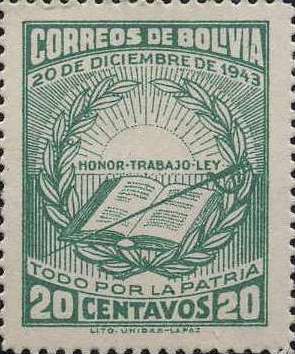 CORREOS DE BOLIVIA
20 DE DICIEMBRE DE 1943
HONOR·TRABAJO·LEY
TODO POR LA PATRIA
20 CENTAVOS 20
LITO. UNIDAS-LA PAZ